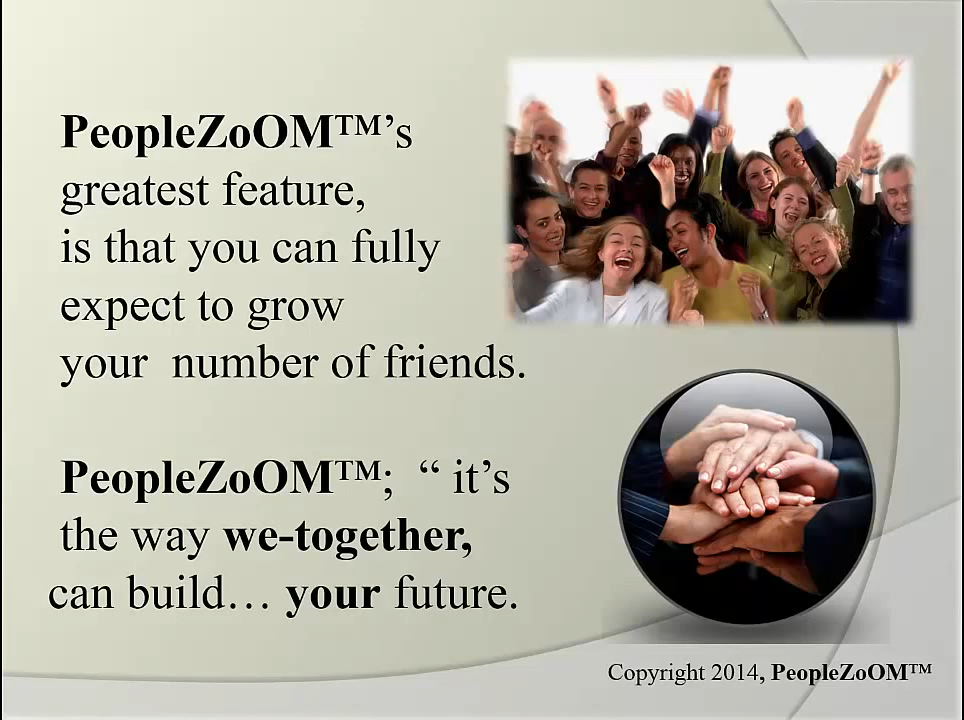 PeopleZoOM™’s
greatest feature,
is that you can fully
expect to grow
your number of friends.
PeopleZoOM™; “ it’s
the way we-together,
can build… your future.
Copyright 2014, PeopleZoOM™